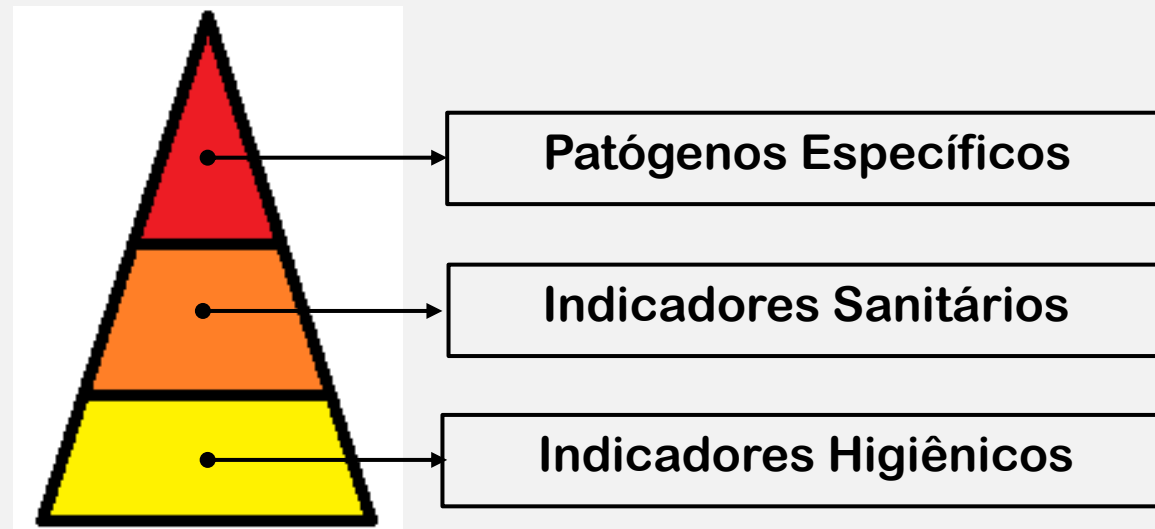 Patógenos Específicos
Indicadores Sanitários
Indicadores Higiênicos